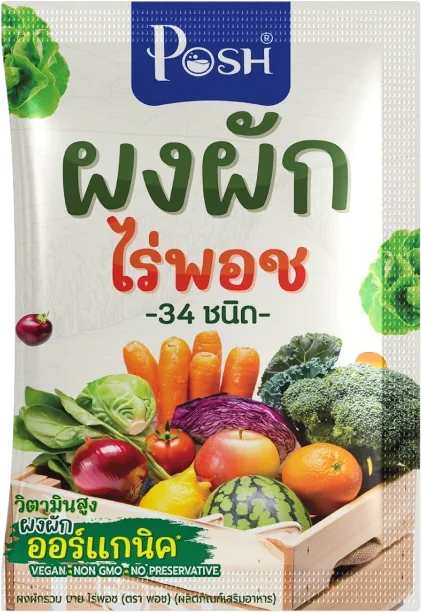 POSH®
ผงผัก
ไร่พอช
-34 ชนิด-
วิตามินสูง
ผงผัก
ออร์แกนิค*
VEGAN • NON GMO • NO PRESERVATIVE
ผงผักรวม บาย ไร่พอช (ตรา พอช) (ผลิตภัณฑ์เสริมอาหาร)